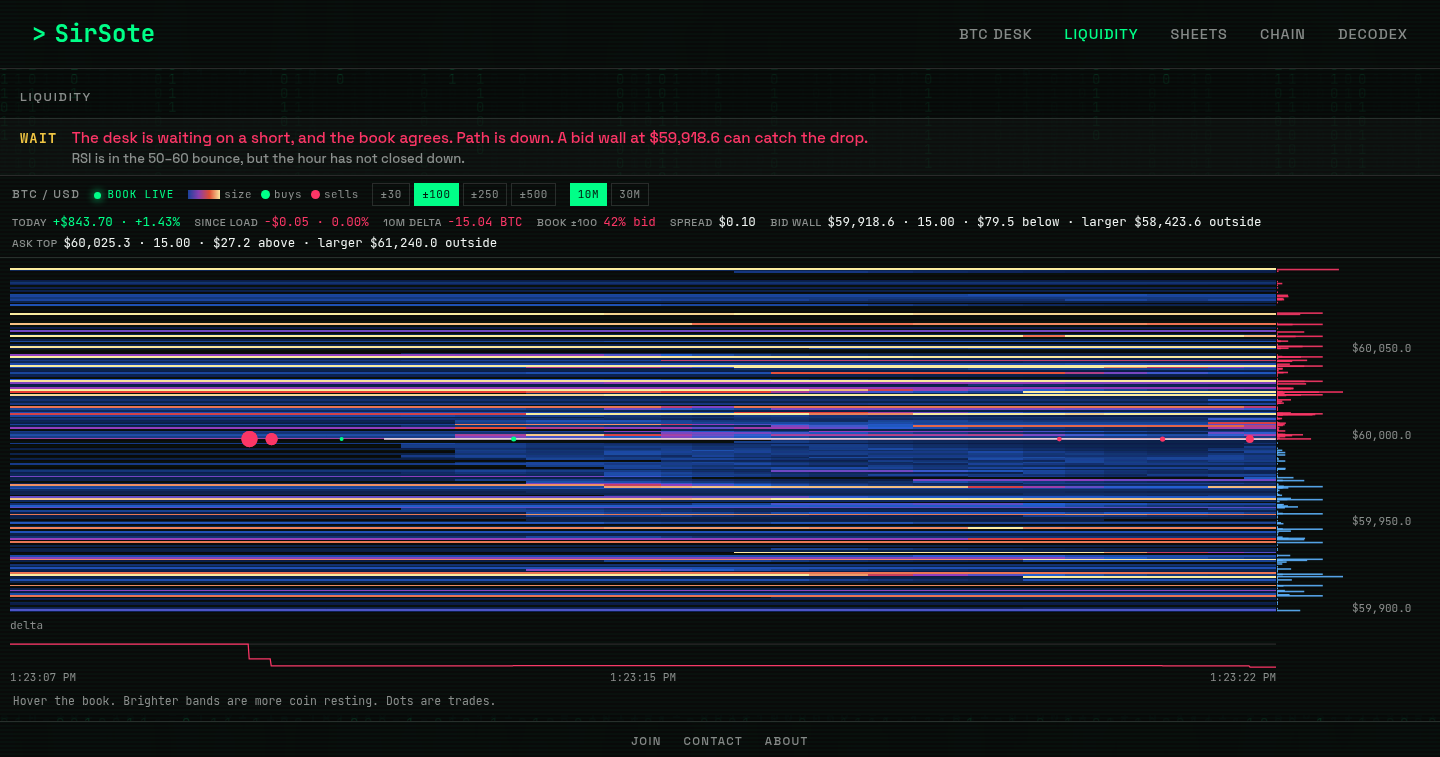 > SirSote
BTC DESK LIQUIDITY SHEETS CHAIN DECODEX
LIQUIDITY
WAIT The desk is waiting on a short, and the book agrees. Path is down. A bid wall at $59,918.6 can catch the drop.
RSI is in the 50–60 bounce, but the hour has not closed down.
BTC / USD BOOK LIVE size buys sells ±30 ±100 ±250 ±500 10M 30M
TODAY +$843.70 · +1.43% SINCE LOAD -$0.05 · 0.00% 10M DELTA -15.04 BTC BOOK ±100 42% bid SPREAD $0.10 BID WALL $59,918.6 · 15.00 · $79.5 below · larger $58,423.6 outside
ASK TOP $60,025.3 · 15.00 · $27.2 above · larger $61,240.0 outside
$60,050.0
$60,000.0
$59,950.0
$59,900.0
delta
1:23:07 PM 1:23:15 PM 1:23:22 PM
Hover the book. Brighter bands are more coin resting. Dots are trades.
JOIN CONTACT ABOUT